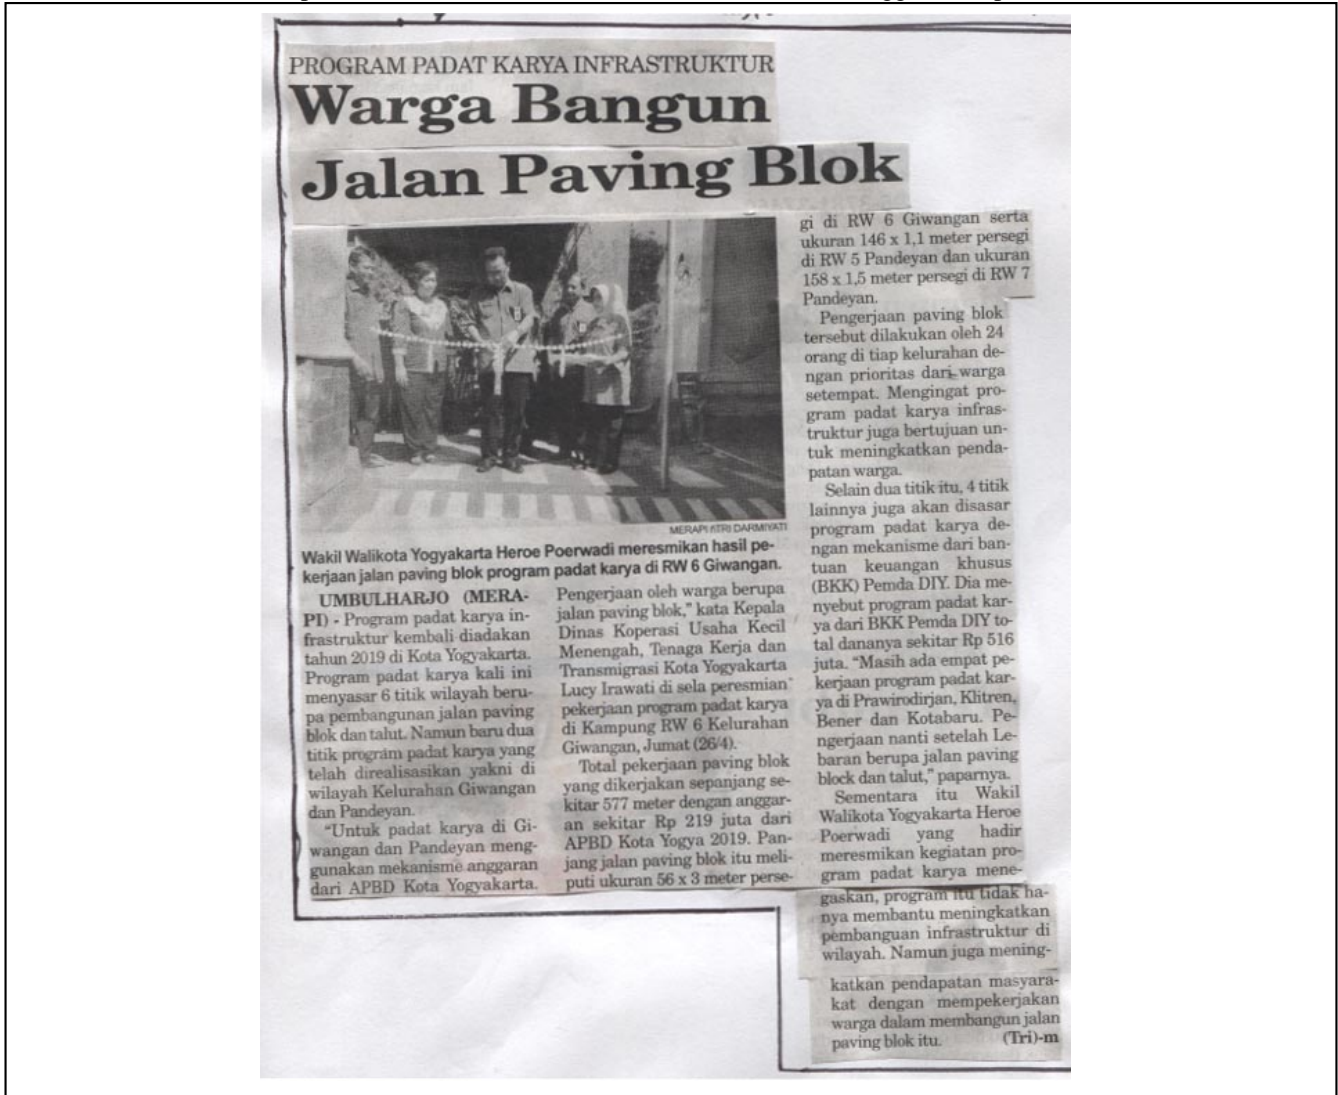 PROGRAM PADAT KARYA INFRASTRUKTUR
Warga Bangun
Jalan Paving Blok
MERAPI
DARMIYATI
Wakil Walikota Yogyakarta Heroe Poerwadi meresmikan hasil pe-
kerjaan jalan paving blok program padat karya di RW 6 Giwangan.
UMBULHARJO (MERA-
PI) - Program padat karya in-
frastruktur kembali diadakan
tahun 2019 di Kota Yogyakarta.
Program padat karya kali ini
menyasar 6 titik wilayah beru-
pa pembangunan jalan paving
blok dan talut. Namun baru dua
titik program padat karya yang
telah direalisasikan yakni di
wilayah Kelurahan Giwangan
dan Pandeyan.
"Untuk padat karya di Gi-
wangan dan Pandeyan meng-
gunakan mekanisme anggaran
dari APBD Kota Yogyakarta.
Pengerjaan oleh warga berupa
jalan paving blok," kata Kepala
Dinas Koperasi Usaha Kecil
Menengah, Tenaga Kerja dan
Transmigrasi Kota Yogyakarta
Lucy Irawati di sela peresmian
pekerjaan program padat karya
di Kampung RW 6 Kelurahan
Giwangan, Jumat (26/4).
Total pekerjaan paving blok
yang dikerjakan sepanjang se-
kitar 577 meter dengan anggar-
an sekitar Rp 219 juta dari
APBD Kota Yogya 2019. Pan-
jang jalan paving blok itu meli-
puti ukuran 56 x 3 meter perse-
gi di RW 6 Giwangan serta
ukuran 146 x 1,1 meter persegi
di RW 5 Pandeyan dan ukuran
158 x 1,5 meter persegi di RW 7
Pandeyan.
Pengerjaan paving blok
tersebut dilakukan oleh 24
orang di tiap kelurahan de-
ngan prioritas dari warga
setempat. Mengingat pro-
gram padat karya infras-
truktur juga bertujuan un-
tuk meningkatkan penda-
patan warga.
Selain dua titik itu, 4 titik
lainnya juga akan disasar
program padat karya de-
ngan mekanisme dari ban-
tuan keuangan khusus
(BKK) Pemda DIY. Dia me-
nyebut program padat kar-
ya dari BKK Pemda DIY to-
tal dananya sekitar Rp 516
juta. "Masih ada empat pe-
kerjaan program padat kar-
ya di Prawirodirjan, Klitren,
Bener dan Kotabaru. Pe-
ngerjaan nanti setelah Le-
baran berupa jalan paving
block dan talut," paparnya.
Sementara itu Wakil
Walikota Yogyakarta Heroe
Poerwadi yang hadir
meresmikan kegiatan pro-
gram padat karya mene-
gaskan, program itu tidak ha-
nya membantu meningkatkan
pembanguan infrastruktur di
wilayah. Namun juga mening-
katkan pendapatan masyara-
kat dengan mempekerjakan
warga dalam membangun jalan
paving blok itu. (Tri)-m